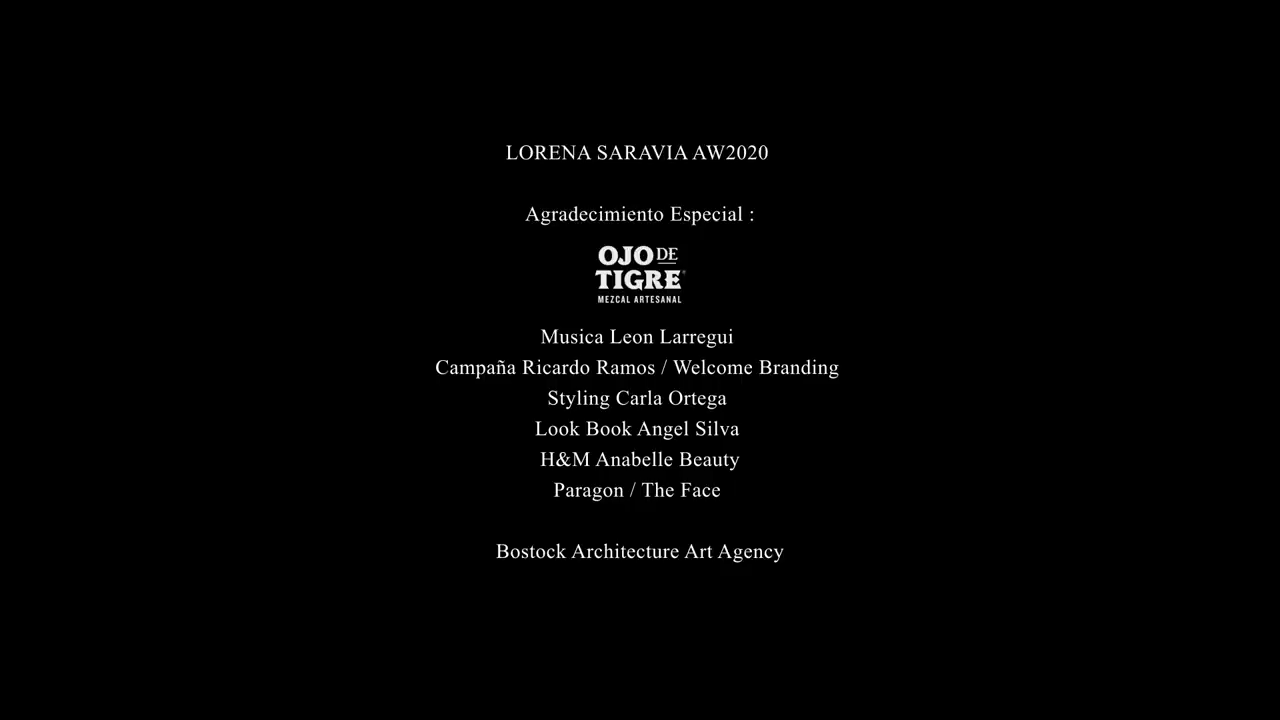 LORENA SARAVIA AW2020
Agradecimiento Especial :
OJO DE
TIGRE
MEZCAL ARTESANAL
Musica Leon Larregui
Campaña Ricardo Ramos / Welcome Branding
Styling Carla Ortega
Look Book Angel Silva
H&M Anabelle Beauty
Paragon / The Face
Bostock Architecture Art Agency